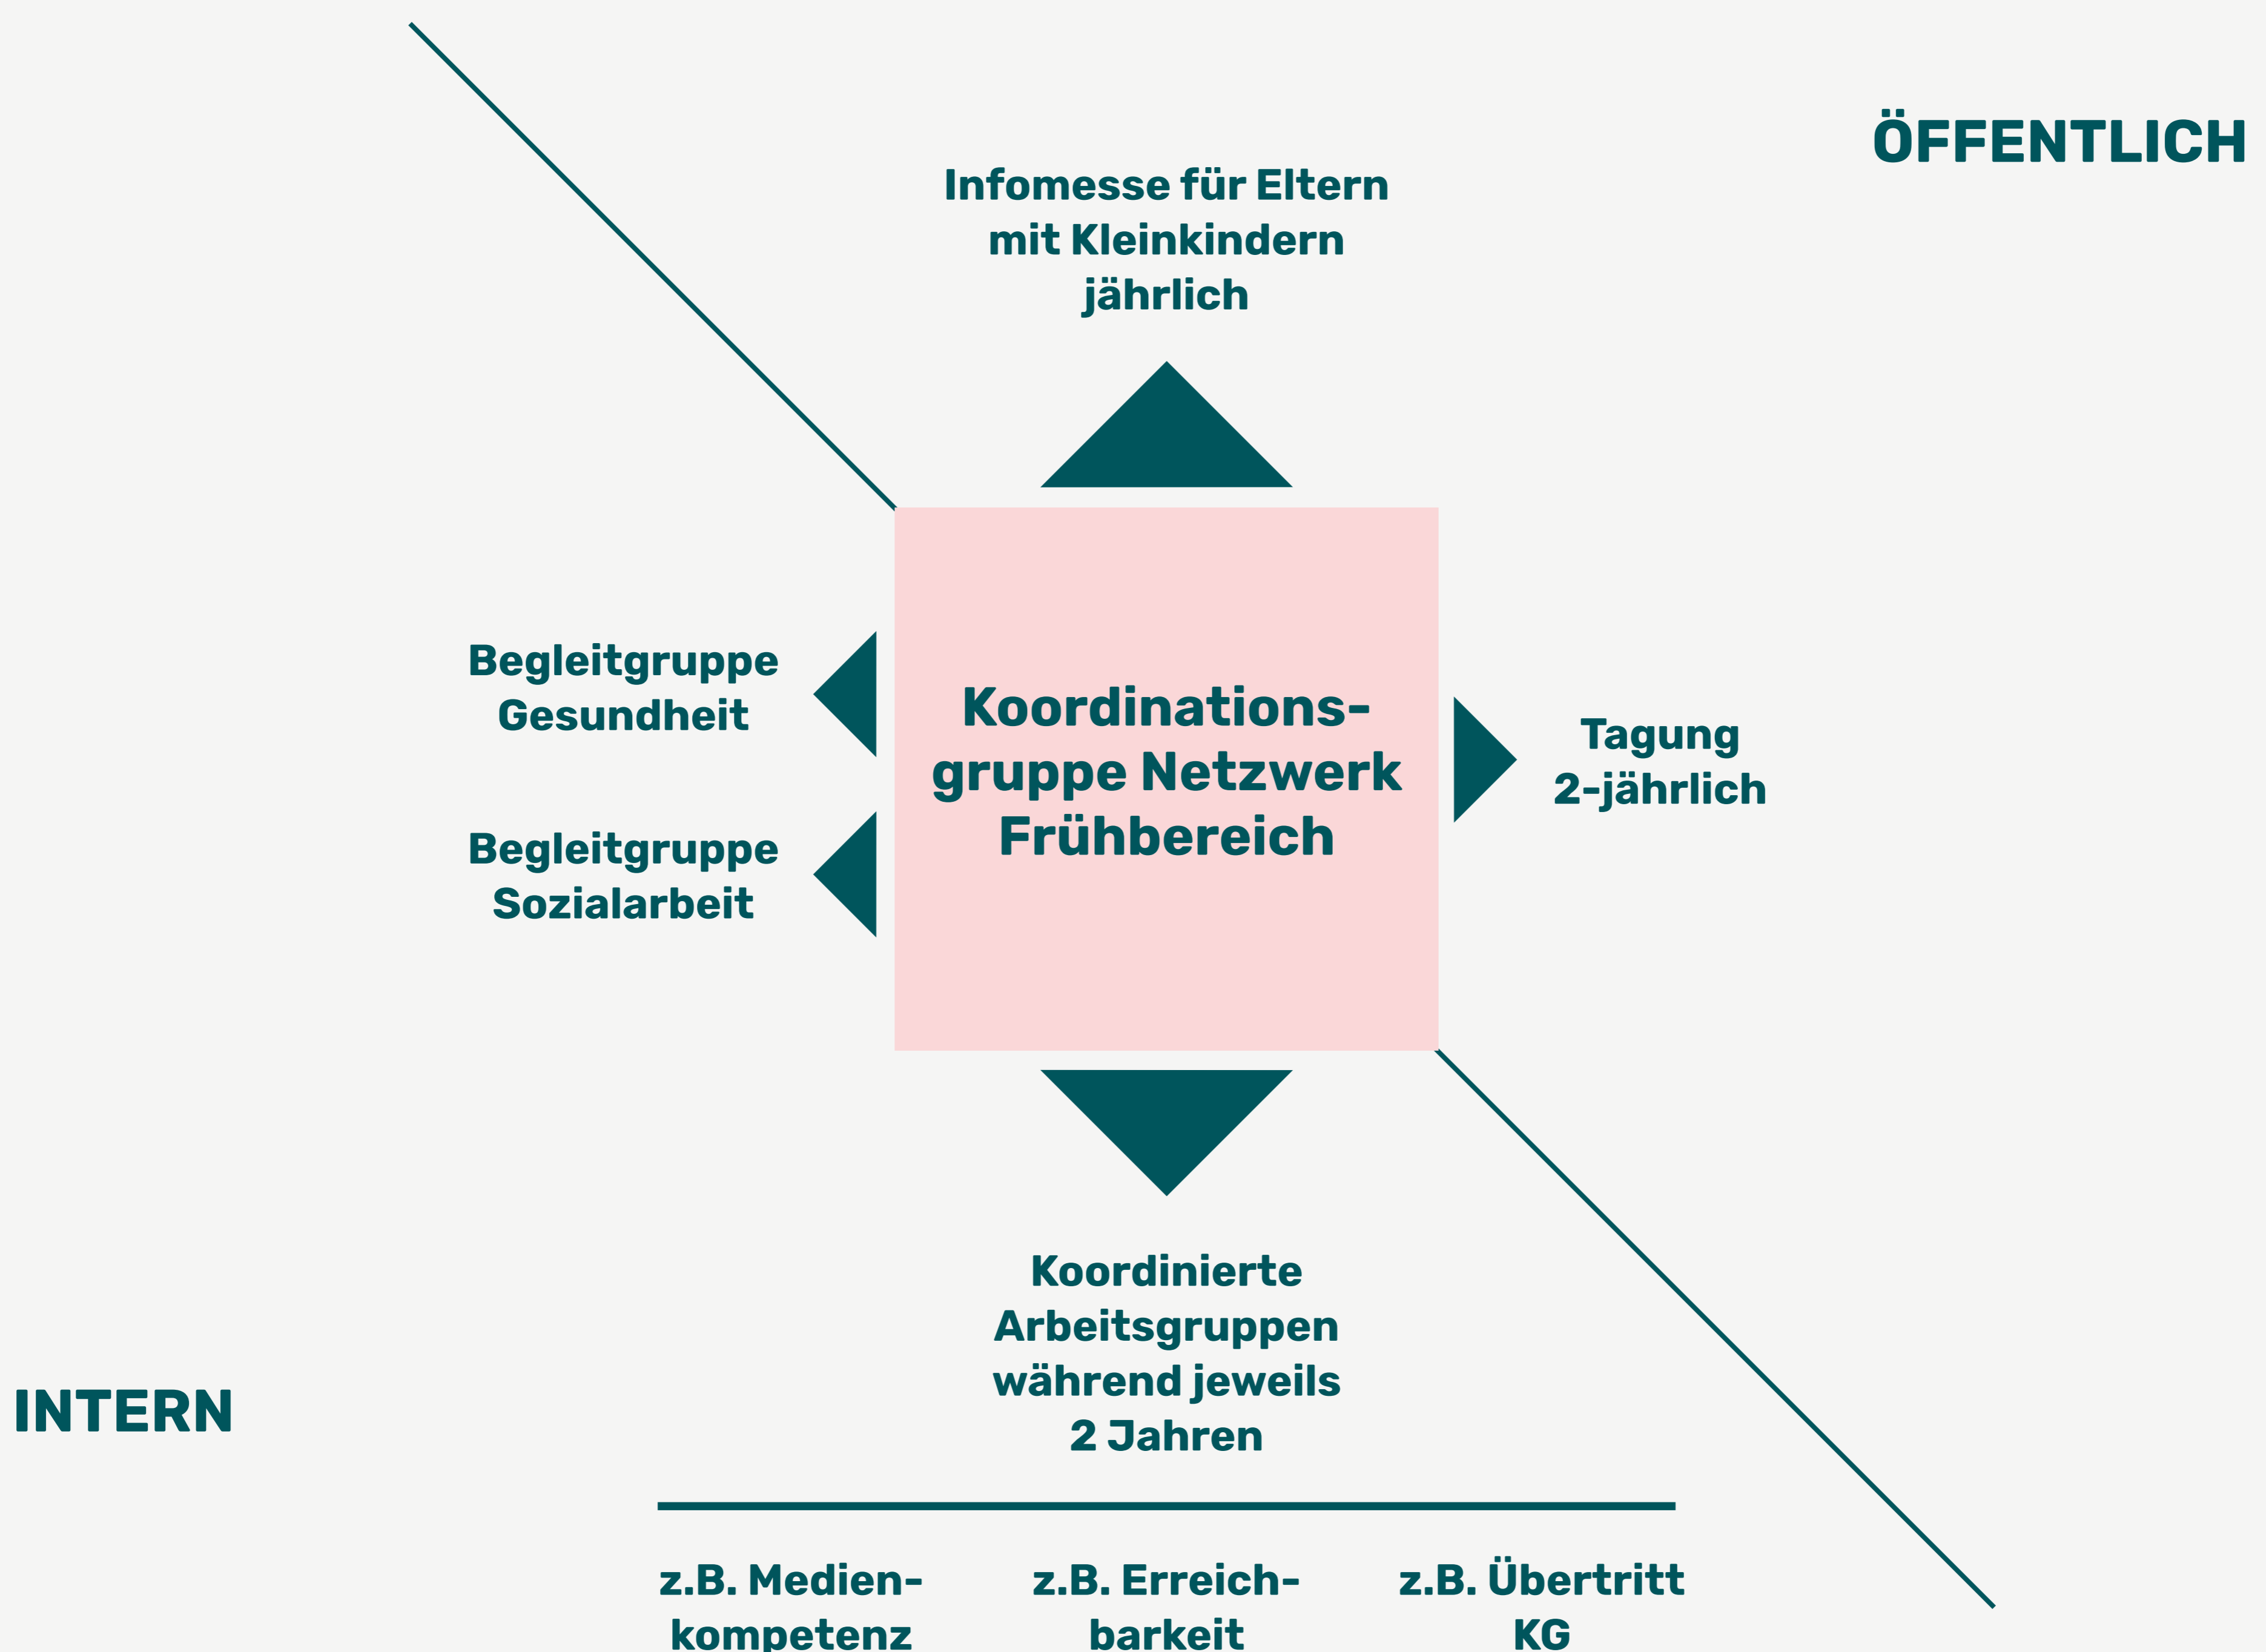 ÖFFENTLICH
Infomesse für Eltern
mit Kleinkindern
jährlich
Begleitgruppe
Gesundheit
Begleitgruppe
Sozialarbeit
Koordinations-
gruppe Netzwerk
Frühbereich
Tagung
2-jährlich
Koordinierte
Arbeitsgruppen
während jeweils
2 Jahren
INTERN
z.B. Medien-
kompetenz
z.B. Erreich-
barkeit
z.B. Übertritt
KG